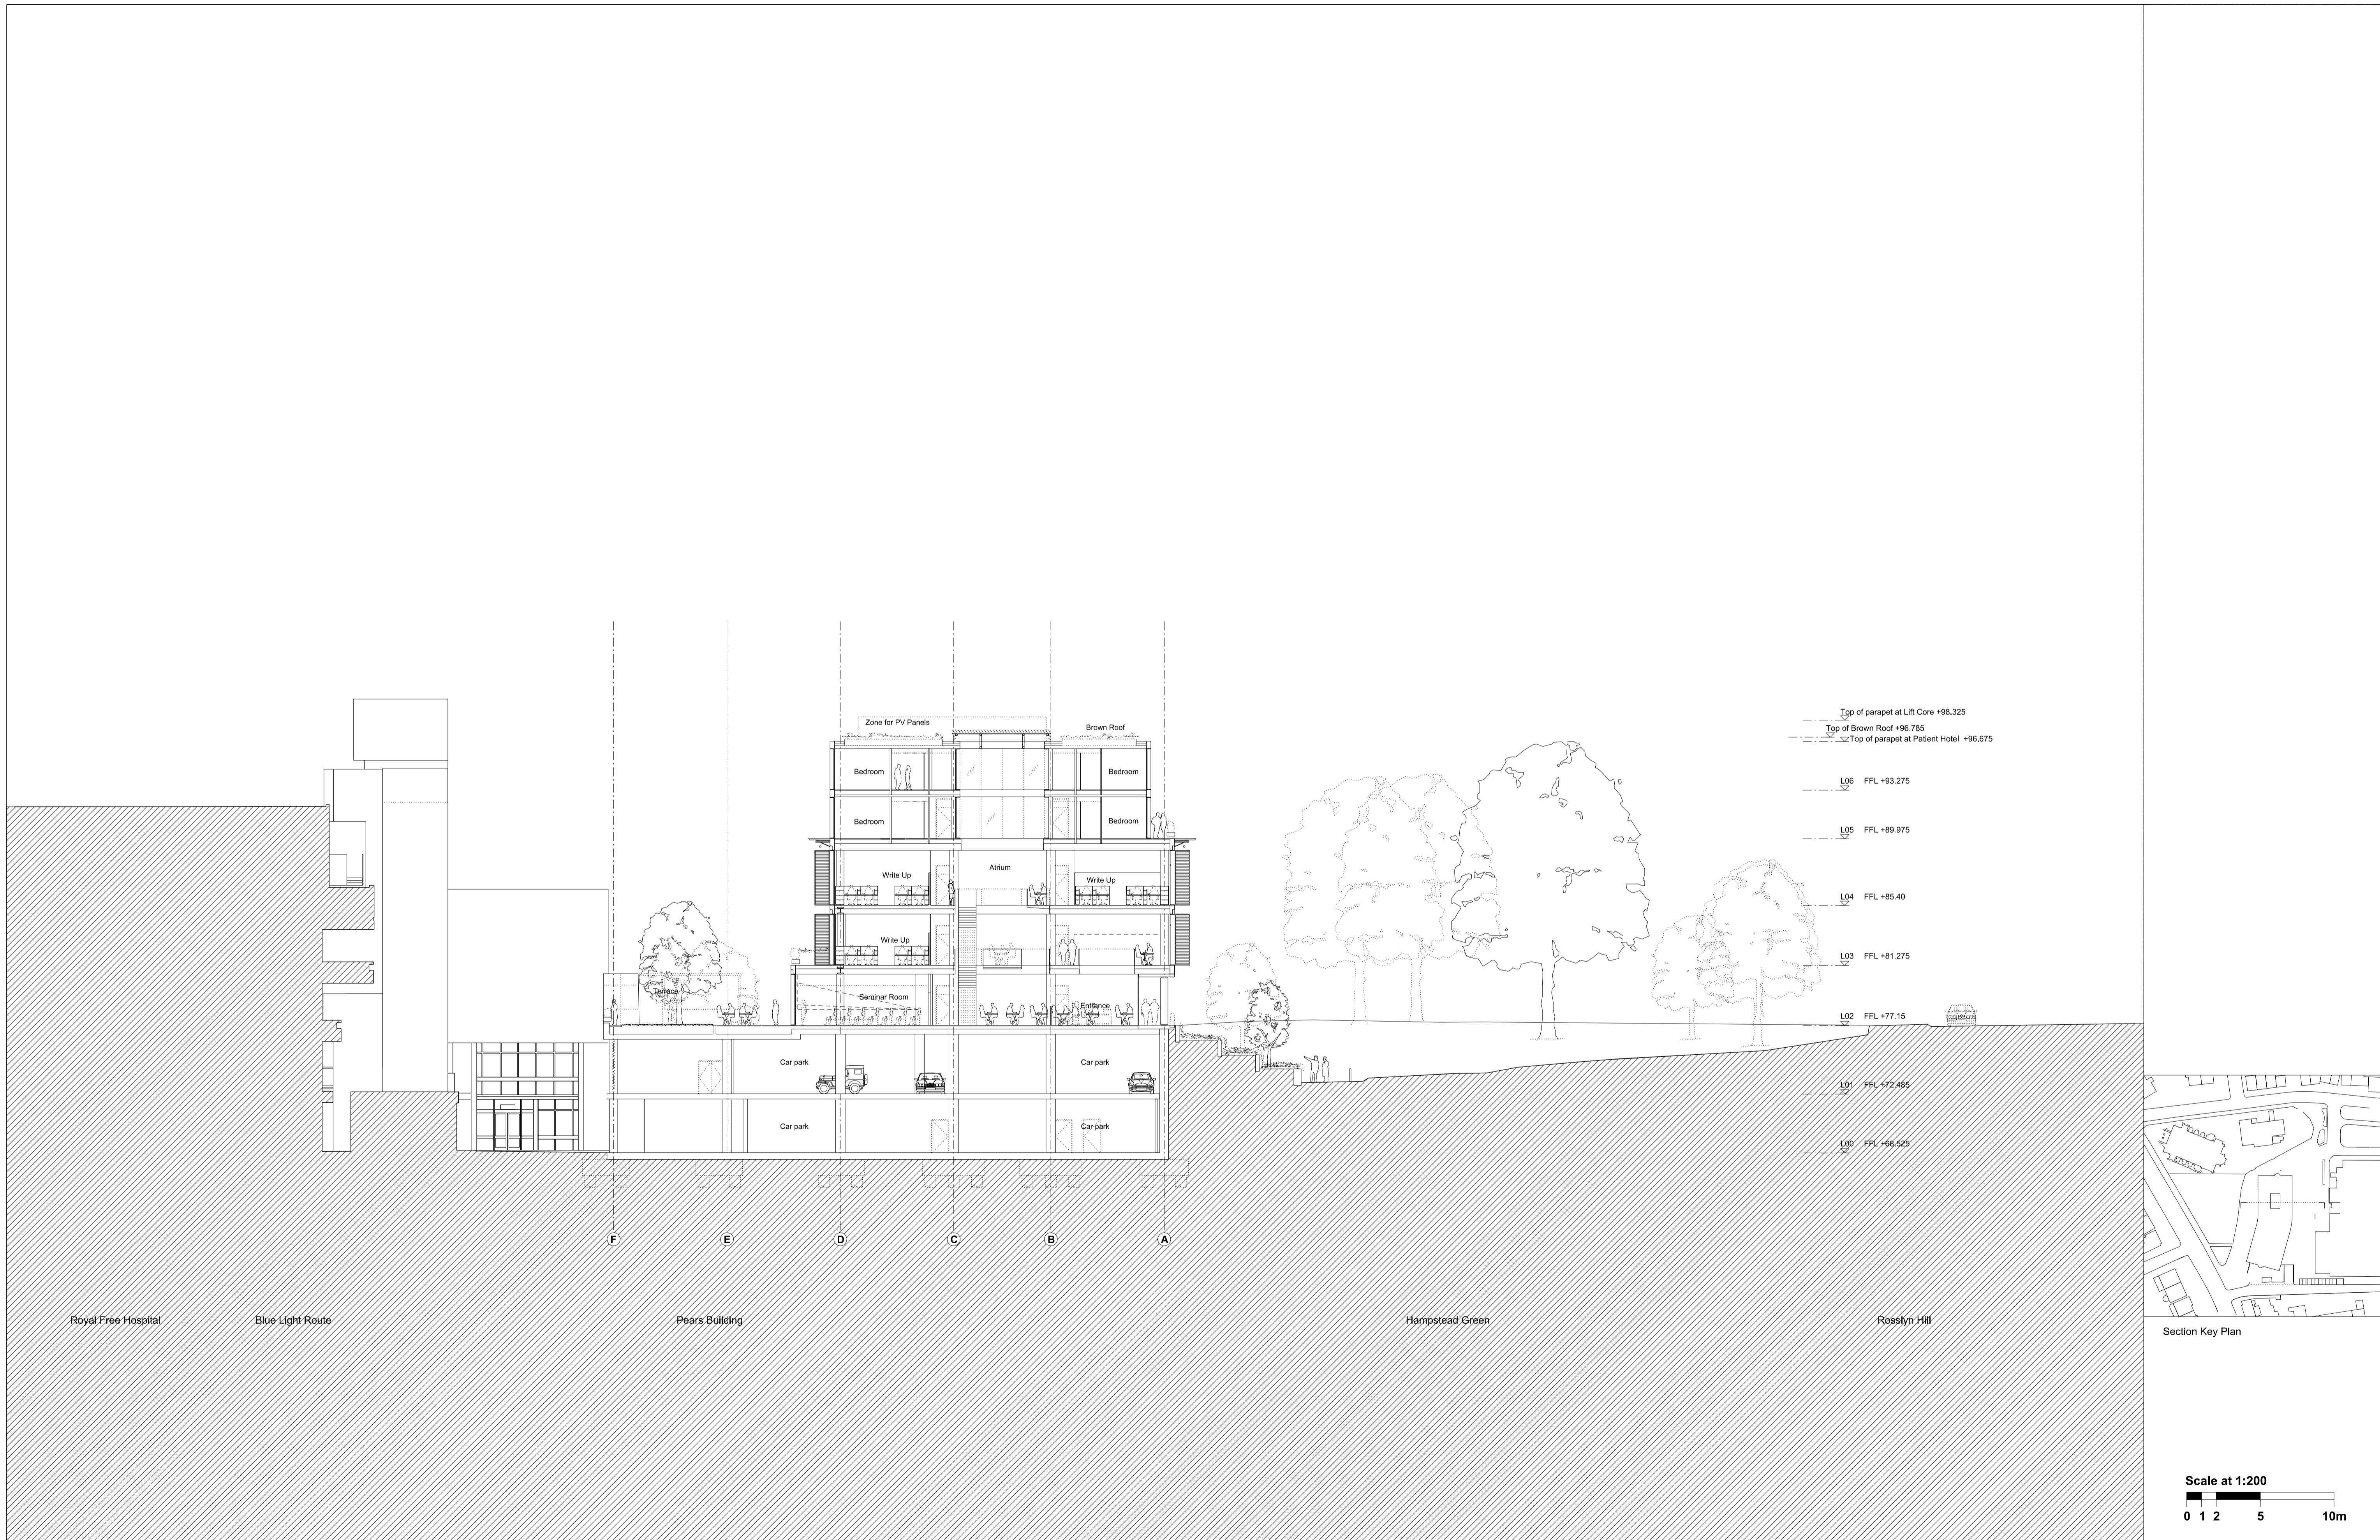 Top of parapet at Lift Core +98.325
Zone for PV Panels
Brown Roof
Top of Brown Roof +96.785
Top of parapet at Patient Hotel +96.675
Bedroom
Bedroom
L06 FFL +93.275
Bedroom
Bedroom
L05 FFL +89.975
Atrium
Write Up
Write Up
L04 FFL +85.40
Write Up
L03 FFL +81.275
Terrace
Seminar Room
Entrance
L02 FFL +77.15
Car park
Car park
L01 FFL +72.485
Car park
Car park
L00 FFL +68.525
F
E
D
C
B
A
Royal Free Hospital
Blue Light Route
Pears Building
Hampstead Green
Rosslyn Hill
Section Key Plan
Scale at 1:200
0 1 2 5 10m